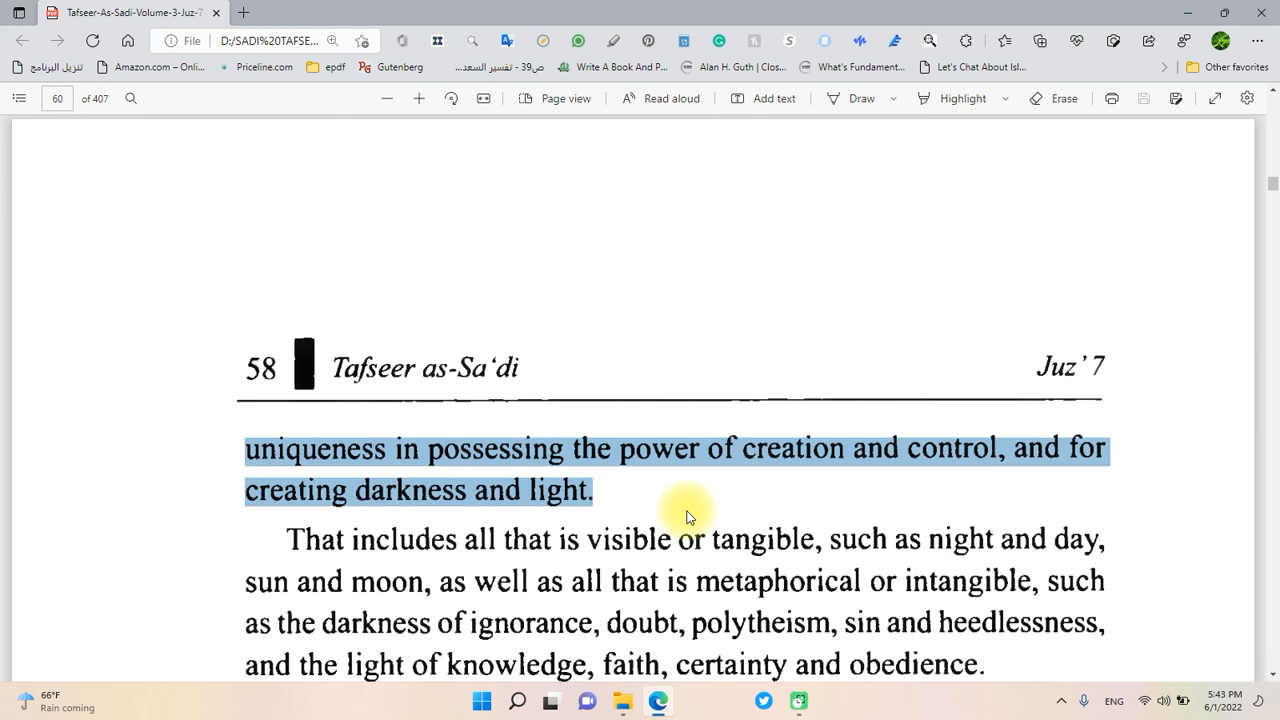 Tafseer-As-Sadi-Volume-3-Juz-7
File
D:/SADI%20TAFSE...
تنزيل البرنامج
Amazon.com – Onli...
Priceline.com
epdf
Gutenberg
ص39 - تفسير السعد...
Write A Book And P...
Alan H. Guth | Clos...
What's Fundament...
Let's Chat About Isl...
Other favorites
60 of 407
Page view
Read aloud
Add text
Draw
Highlight
Erase
58 Tafseer as-Sa‘di Juz’ 7
uniqueness in possessing the power of creation and control, and for
creating darkness and light.
That includes all that is visible or tangible, such as night and day,
sun and moon, as well as all that is metaphorical or intangible, such
as the darkness of ignorance, doubt, polytheism, sin and heedlessness,
and the light of knowledge, faith, certainty and obedience.
66°F
Rain coming
ENG
5:43 PM
6/1/2022